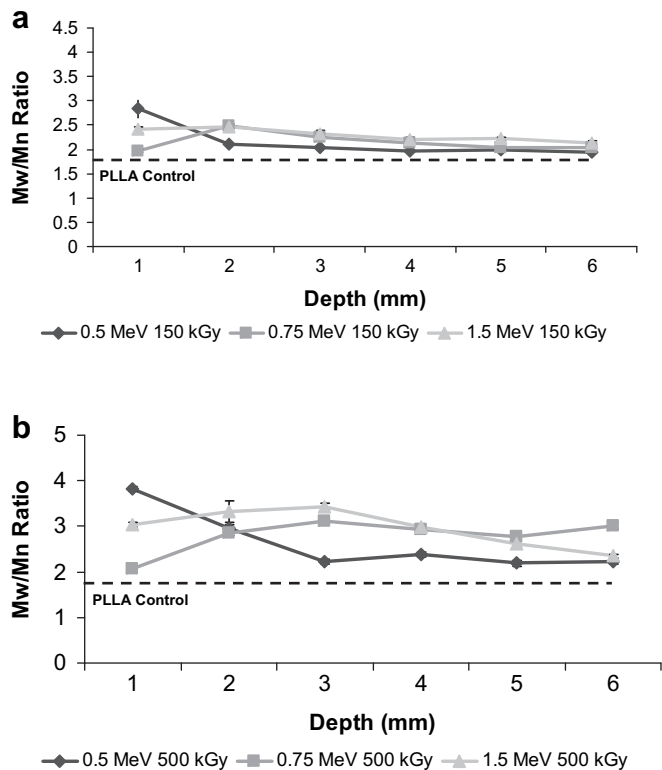 a
4.5
4
3.5
3
2.5
2
1.5
1
0.5
0
Mw/Mn Ratio
PLLA Control
1 2 3 4 5 6
Depth (mm)
0.5 MeV 150 kGy 0.75 MeV 150 kGy 1.5 MeV 150 kGy
b
5
4
3
2
1
0
Mw/Mn Ratio
PLLA Control
1 2 3 4 5 6
Depth (mm)
0.5 MeV 500 kGy 0.75 MeV 500 kGy 1.5 MeV 500 kGy